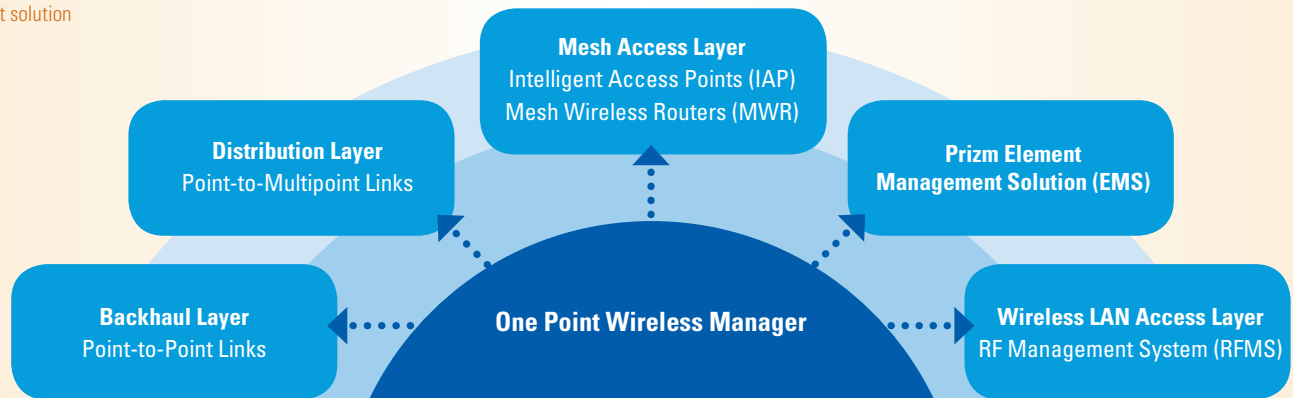 t solution
Mesh Access Layer
Intelligent Access Points (IAP)
Mesh Wireless Routers (MWR)
Distribution Layer
Point-to-Multipoint Links
Prizm Element
Management Solution (EMS)
Backhaul Layer
Point-to-Point Links
One Point Wireless Manager
Wireless LAN Access Layer
RF Management System (RFMS)